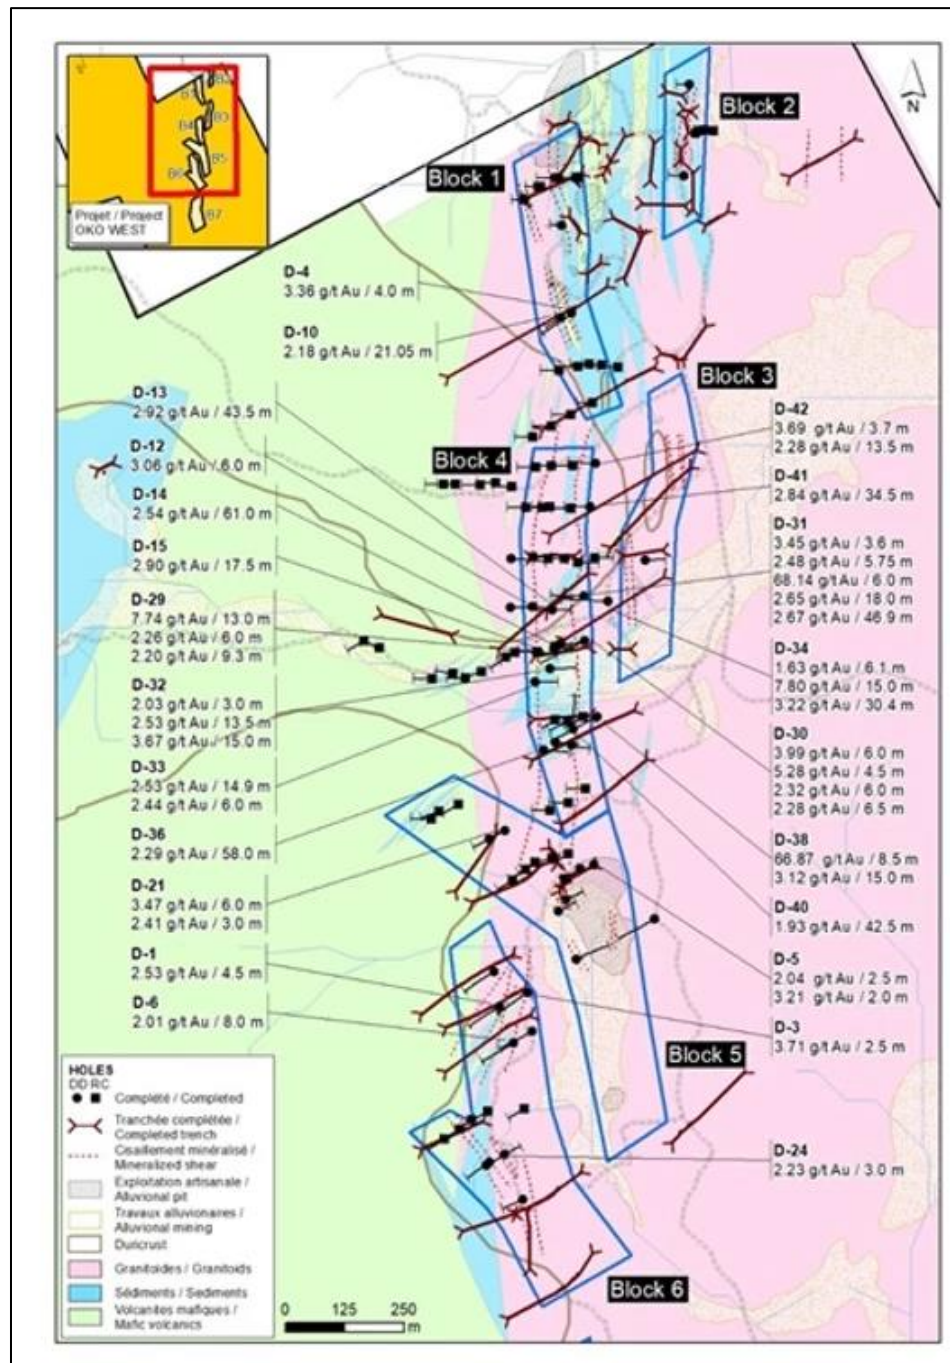 B2
B1
B3
B4
B5
B6
B7
Projet / Project
OKO WEST
N
Block 2
Block 1
D-4
3.36 g/t Au / 4.0 m
D-10
2.18 g/t Au / 21.05 m
Block 3
D-13
2.92 g/t Au / 43.5 m
D-12
3.06 g/t Au / 6.0 m
D-14
2.54 g/t Au / 61.0 m
D-15
2.90 g/t Au / 17.5 m
D-29
7.74 g/t Au / 13.0 m
2.26 g/t Au / 6.0 m
2.20 g/t Au / 9.3 m
D-32
2.03 g/t Au / 3.0 m
2.53 g/t Au / 13.5 m
3.67 g/t Au / 15.0 m
D-33
2.53 g/t Au / 14.9 m
2.44 g/t Au / 6.0 m
D-36
2.29 g/t Au / 58.0 m
D-21
3.47 g/t Au / 6.0 m
2.41 g/t Au / 3.0 m
D-1
2.53 g/t Au / 4.5 m
D-6
2.01 g/t Au / 8.0 m
Block 4
D-42
3.69 g/t Au / 3.7 m
2.28 g/t Au / 13.5 m
D-41
2.84 g/t Au / 34.5 m
D-31
3.45 g/t Au / 3.6 m
2.48 g/t Au / 5.75 m
68.14 g/t Au / 6.0 m
2.65 g/t Au / 18.0 m
2.67 g/t Au / 46.9 m
D-34
1.63 g/t Au / 6.1 m
7.80 g/t Au / 15.0 m
3.22 g/t Au / 30.4 m
D-30
3.99 g/t Au / 6.0 m
5.28 g/t Au / 4.5 m
2.32 g/t Au / 6.0 m
2.28 g/t Au / 6.5 m
D-38
66.87 g/t Au / 8.5 m
3.12 g/t Au / 15.0 m
D-40
1.93 g/t Au / 42.5 m
D-5
2.04 g/t Au / 2.5 m
3.21 g/t Au / 2.0 m
D-3
3.71 g/t Au / 2.5 m
Block 5
D-24
2.23 g/t Au / 3.0 m
Block 6
HOLES
DD RC
Complété / Completed
Tranchée complétée /
Completed trench
Cisaillement minéralisé /
Mineralized shear
Exploitation artisanale /
Alluvional pit
Travaux alluvionaires /
Alluvional mining
Duricrust
Granitoïdes / Granitoids
Sédiments / Sediments
Volcanites mafiques /
Mafic volcanics
0 125 250
m